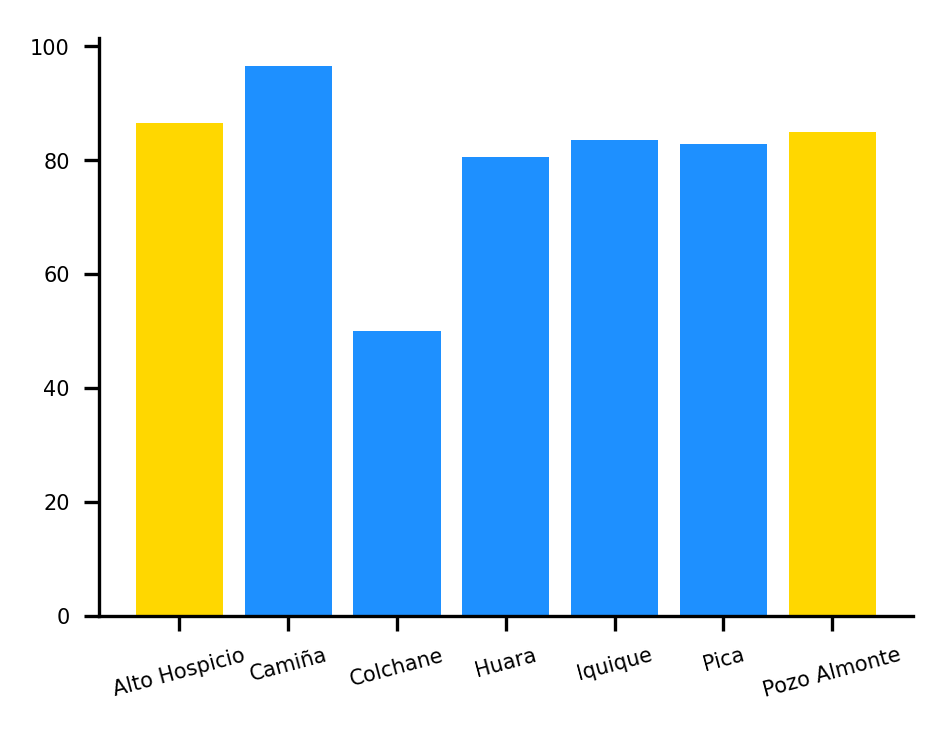 100
80
60
40
20
0
Alto Hospicio
Camiña
Colchane
Huara
Iquique
Pica
Pozo Almonte